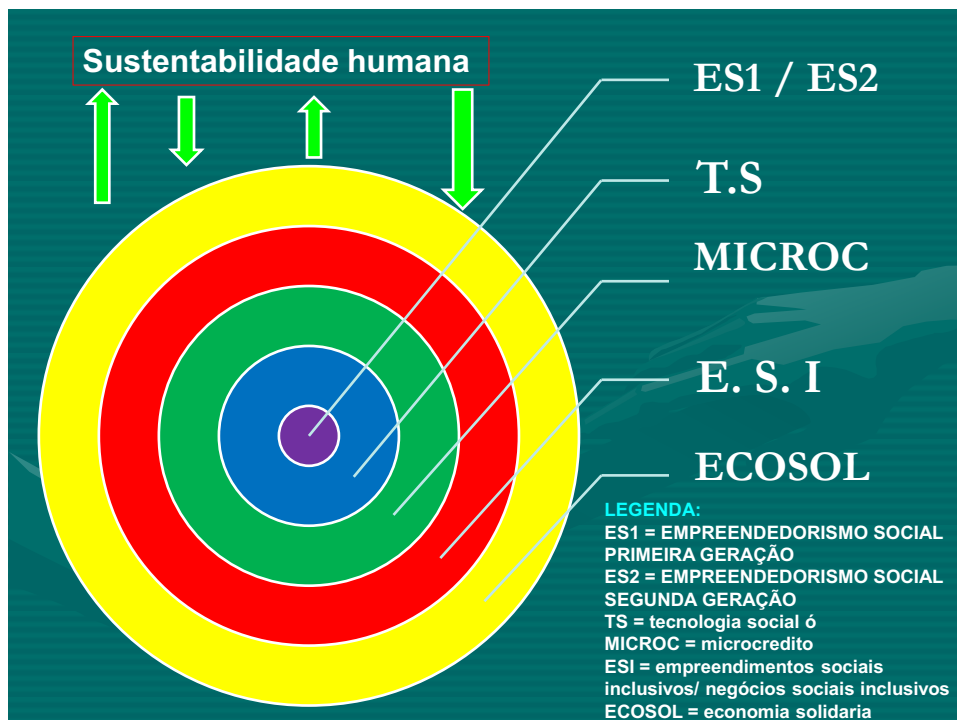 Sustentabilidade humana
ES1 / ES2
T.S
MICROC
E. S. I
ECOSOL
LEGENDA:
ES1 = EMPREENDEDORISMO SOCIAL
PRIMEIRA GERAÇÃO
ES2 = EMPREENDEDORISMO SOCIAL
SEGUNDA GERAÇÃO
TS = tecnologia social ó
MICROC = microcredito
ESI = empreendimentos sociais
inclusivos/ negócios sociais inclusivos
ECOSOL = economia solidaria